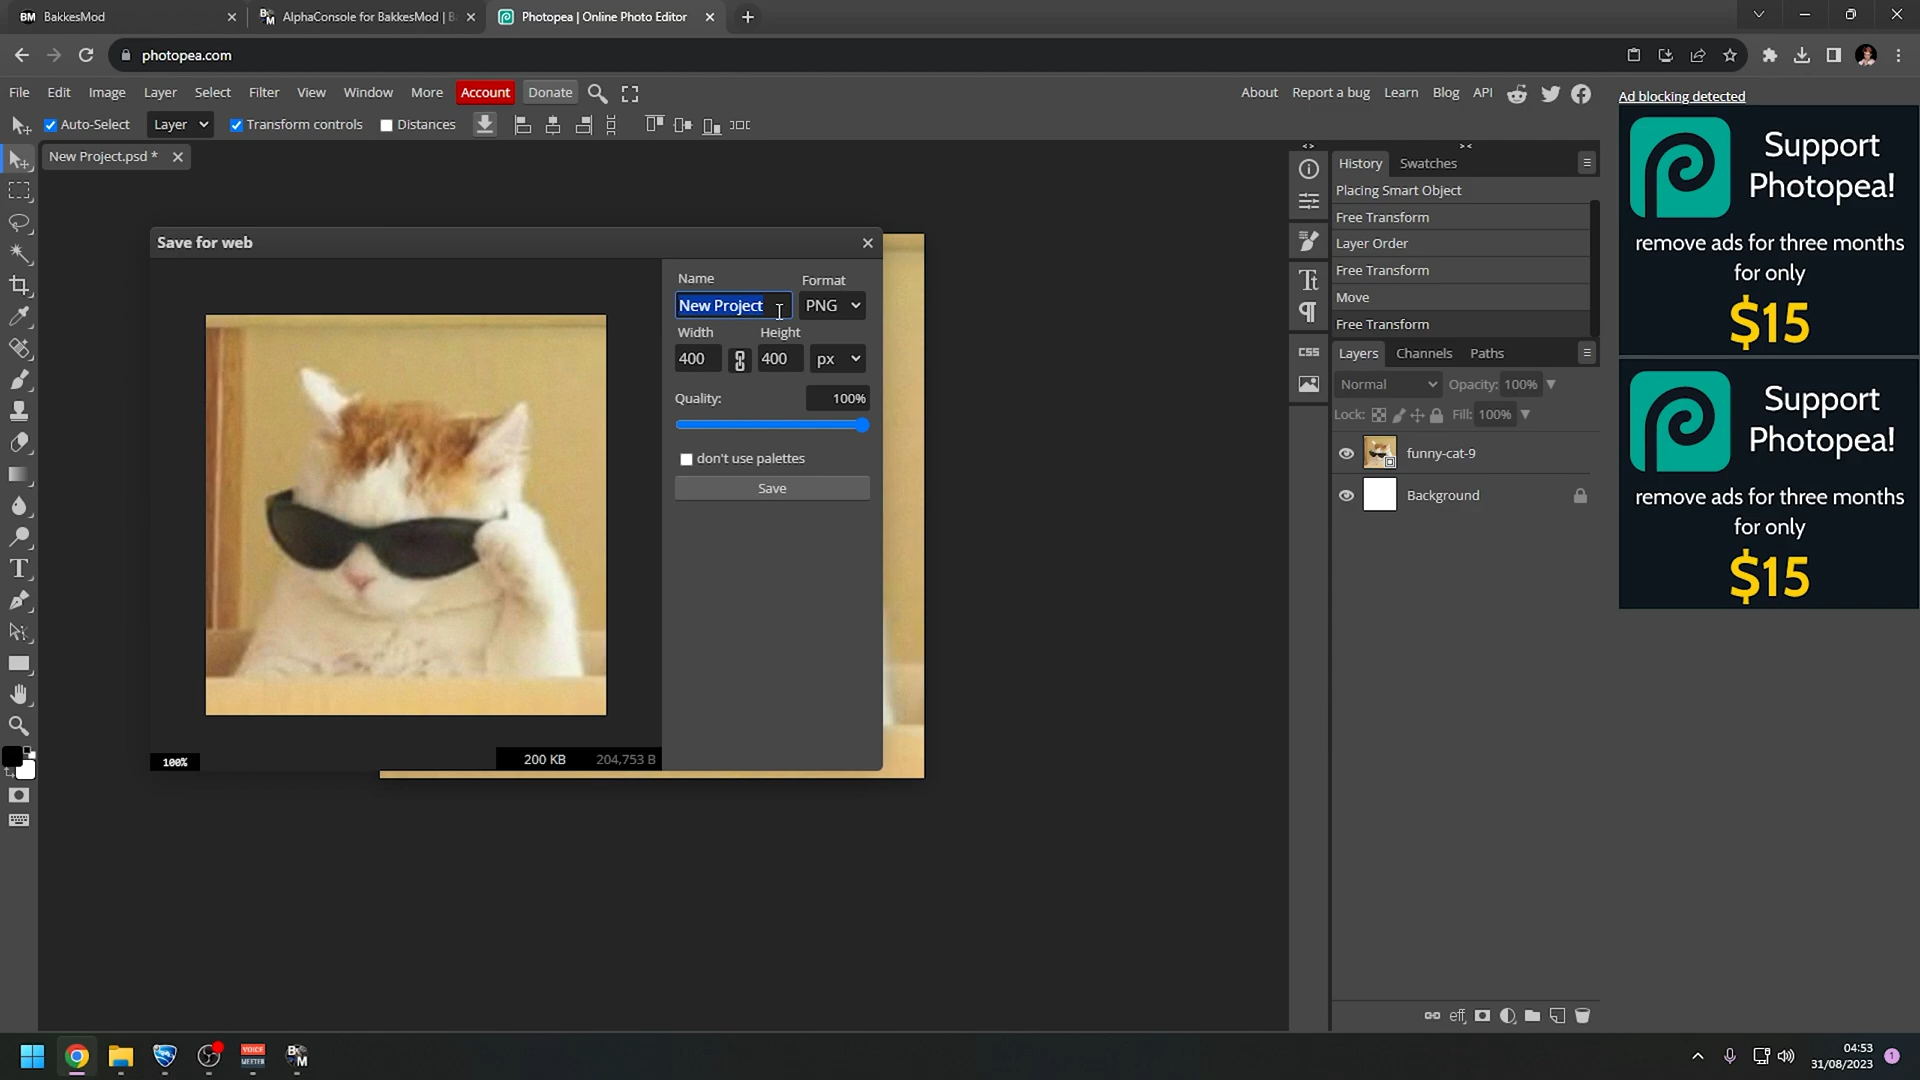 BM BakkesMod
AlphaConsole for BakkesMod | B
Photopea | Online Photo Editor
photopea.com
File Edit Image Layer Select Filter View Window More Account Donate
About Report a bug Learn Blog API
Ad blocking detected
Auto-Select Layer Transform controls Distances
New Project.psd *
Save for web
Name Format
New Project PNG
Width Height
400 400 px
Quality: 100%
don't use palettes
Save
100%
200 KB 204,753 B
CSS
History Swatches
Placing Smart Object
Free Transform
Layer Order
Free Transform
Move
Free Transform
Layers Channels Paths
Normal Opacity: 100%
Lock: Fill: 100%
funny-cat-9
Background
eff
Support
Photopea!
remove ads for three months
for only
$15
Support
Photopea!
remove ads for three months
for only
$15
VOICE
MEETER
04:53
31/08/2023
1